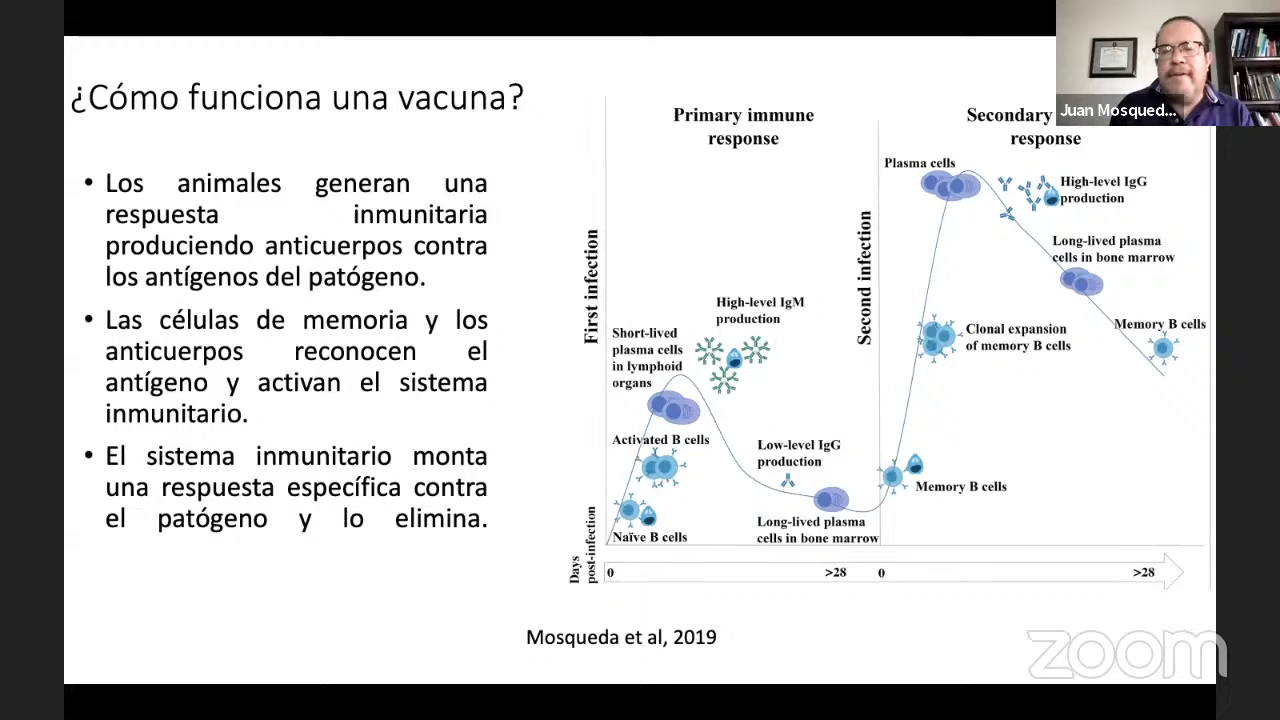 ¿Cómo funciona una vacuna?
• Los animales generan una
respuesta inmunitaria
produciendo anticuerpos contra
los antígenos del patógeno.
• Las células de memoria y los
anticuerpos reconocen el
antígeno y activan el sistema
inmunitario.
• El sistema inmunitario monta
una respuesta específica contra
el patógeno y lo elimina.
Primary immune
response
First infection
High-level IgM
production
Short-lived
plasma cells
in lymphoid
organs
Activated B cells
Low-level IgG
production
Naïve B cells
Long-lived plasma
cells in bone marrow
Secondary
response
Second infection
Plasma cells
High-level IgG
production
Long-lived plasma
cells in bone marrow
Clonal expansion
of memory B cells
Memory B cells
Memory B cells
Days
post-infection
0
>28
0
>28
Mosqueda et al, 2019
Juan Mosqued...
zoom